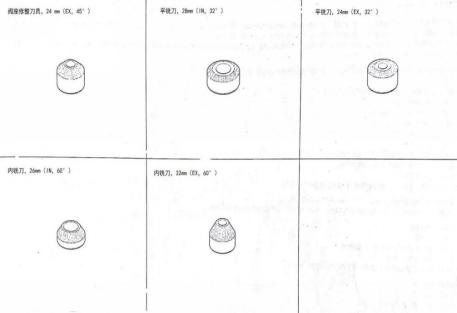 阀座修整刀具, 24 mm (EX, 45° )
平铣刀, 28mm (IN, 32° )
平铣刀, 24mm (EX, 32° )
内铣刀, 26mm (IN, 60° )
内铣刀, 22mm (EX, 60° )